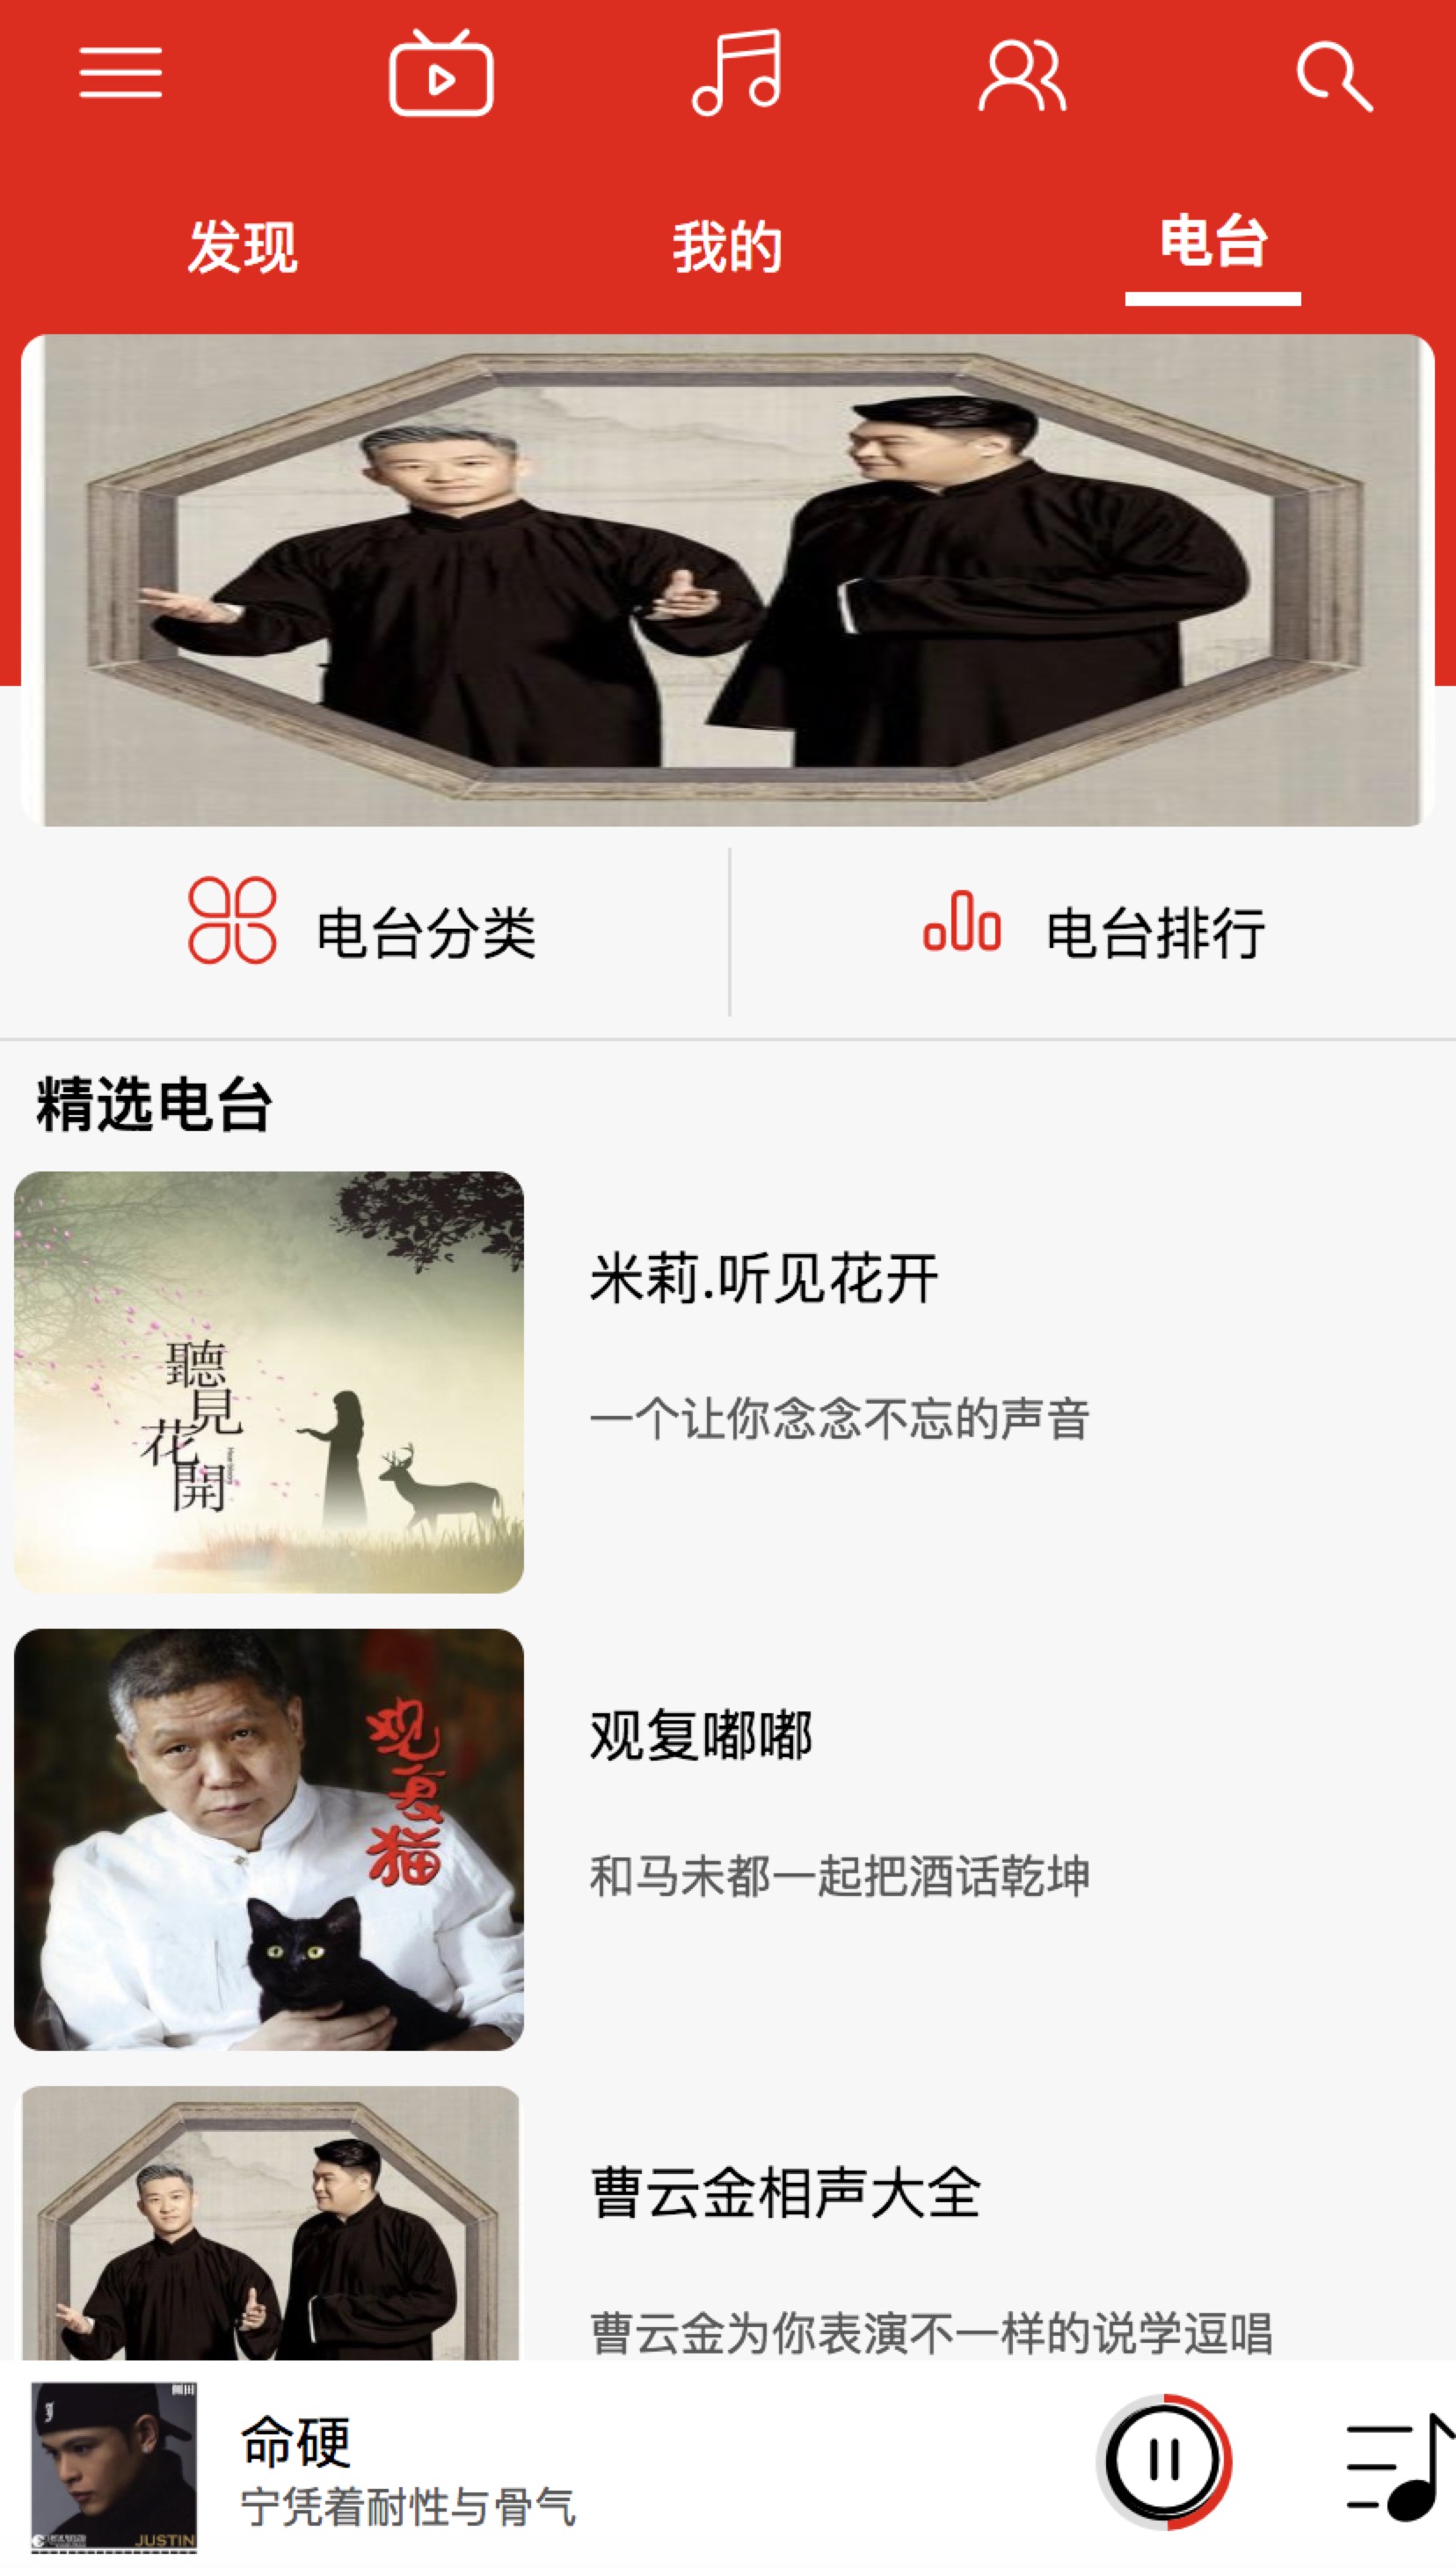 发现
我的
电台
电台分类
电台排行
精选电台
聽見花開
米莉.听见花开
一个让你念念不忘的声音
观复猫
观复嘟嘟
和马未都一起把酒话乾坤
曹云金相声大全
曹云金为你表演不一样的说学逗唱
JUSTIN
命硬
宁凭着耐性与骨气